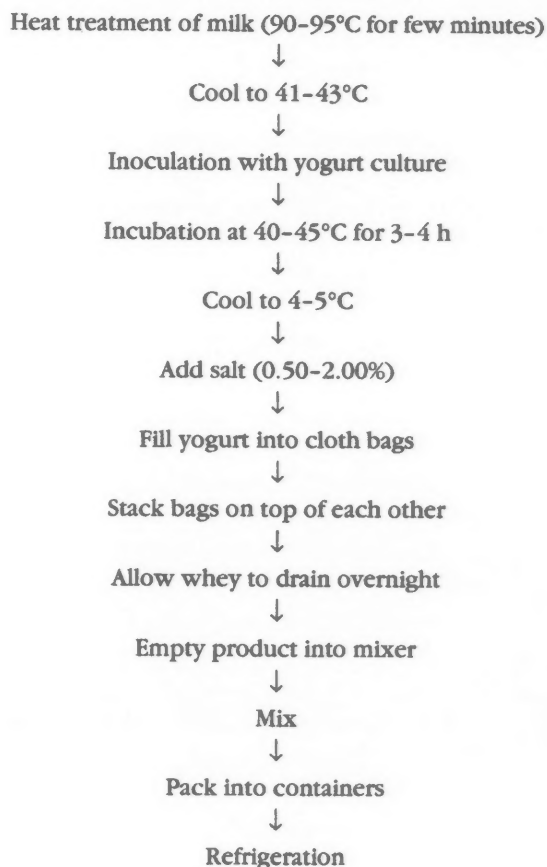 Heat treatment of milk (90–95°C for few minutes)
↓
Cool to 41–43°C
↓
Inoculation with yogurt culture
↓
Incubation at 40–45°C for 3–4 h
↓
Cool to 4–5°C
↓
Add salt (0.50–2.00%)
↓
Fill yogurt into cloth bags
↓
Stack bags on top of each other
↓
Allow whey to drain overnight
↓
Empty product into mixer
↓
Mix
↓
Pack into containers
↓
Refrigeration